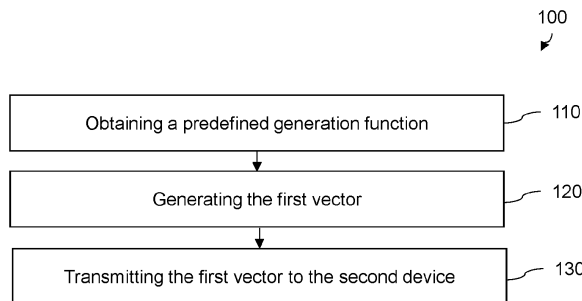 100
Obtaining a predefined generation function
110
Generating the first vector
120
Transmitting the first vector to the second device
130